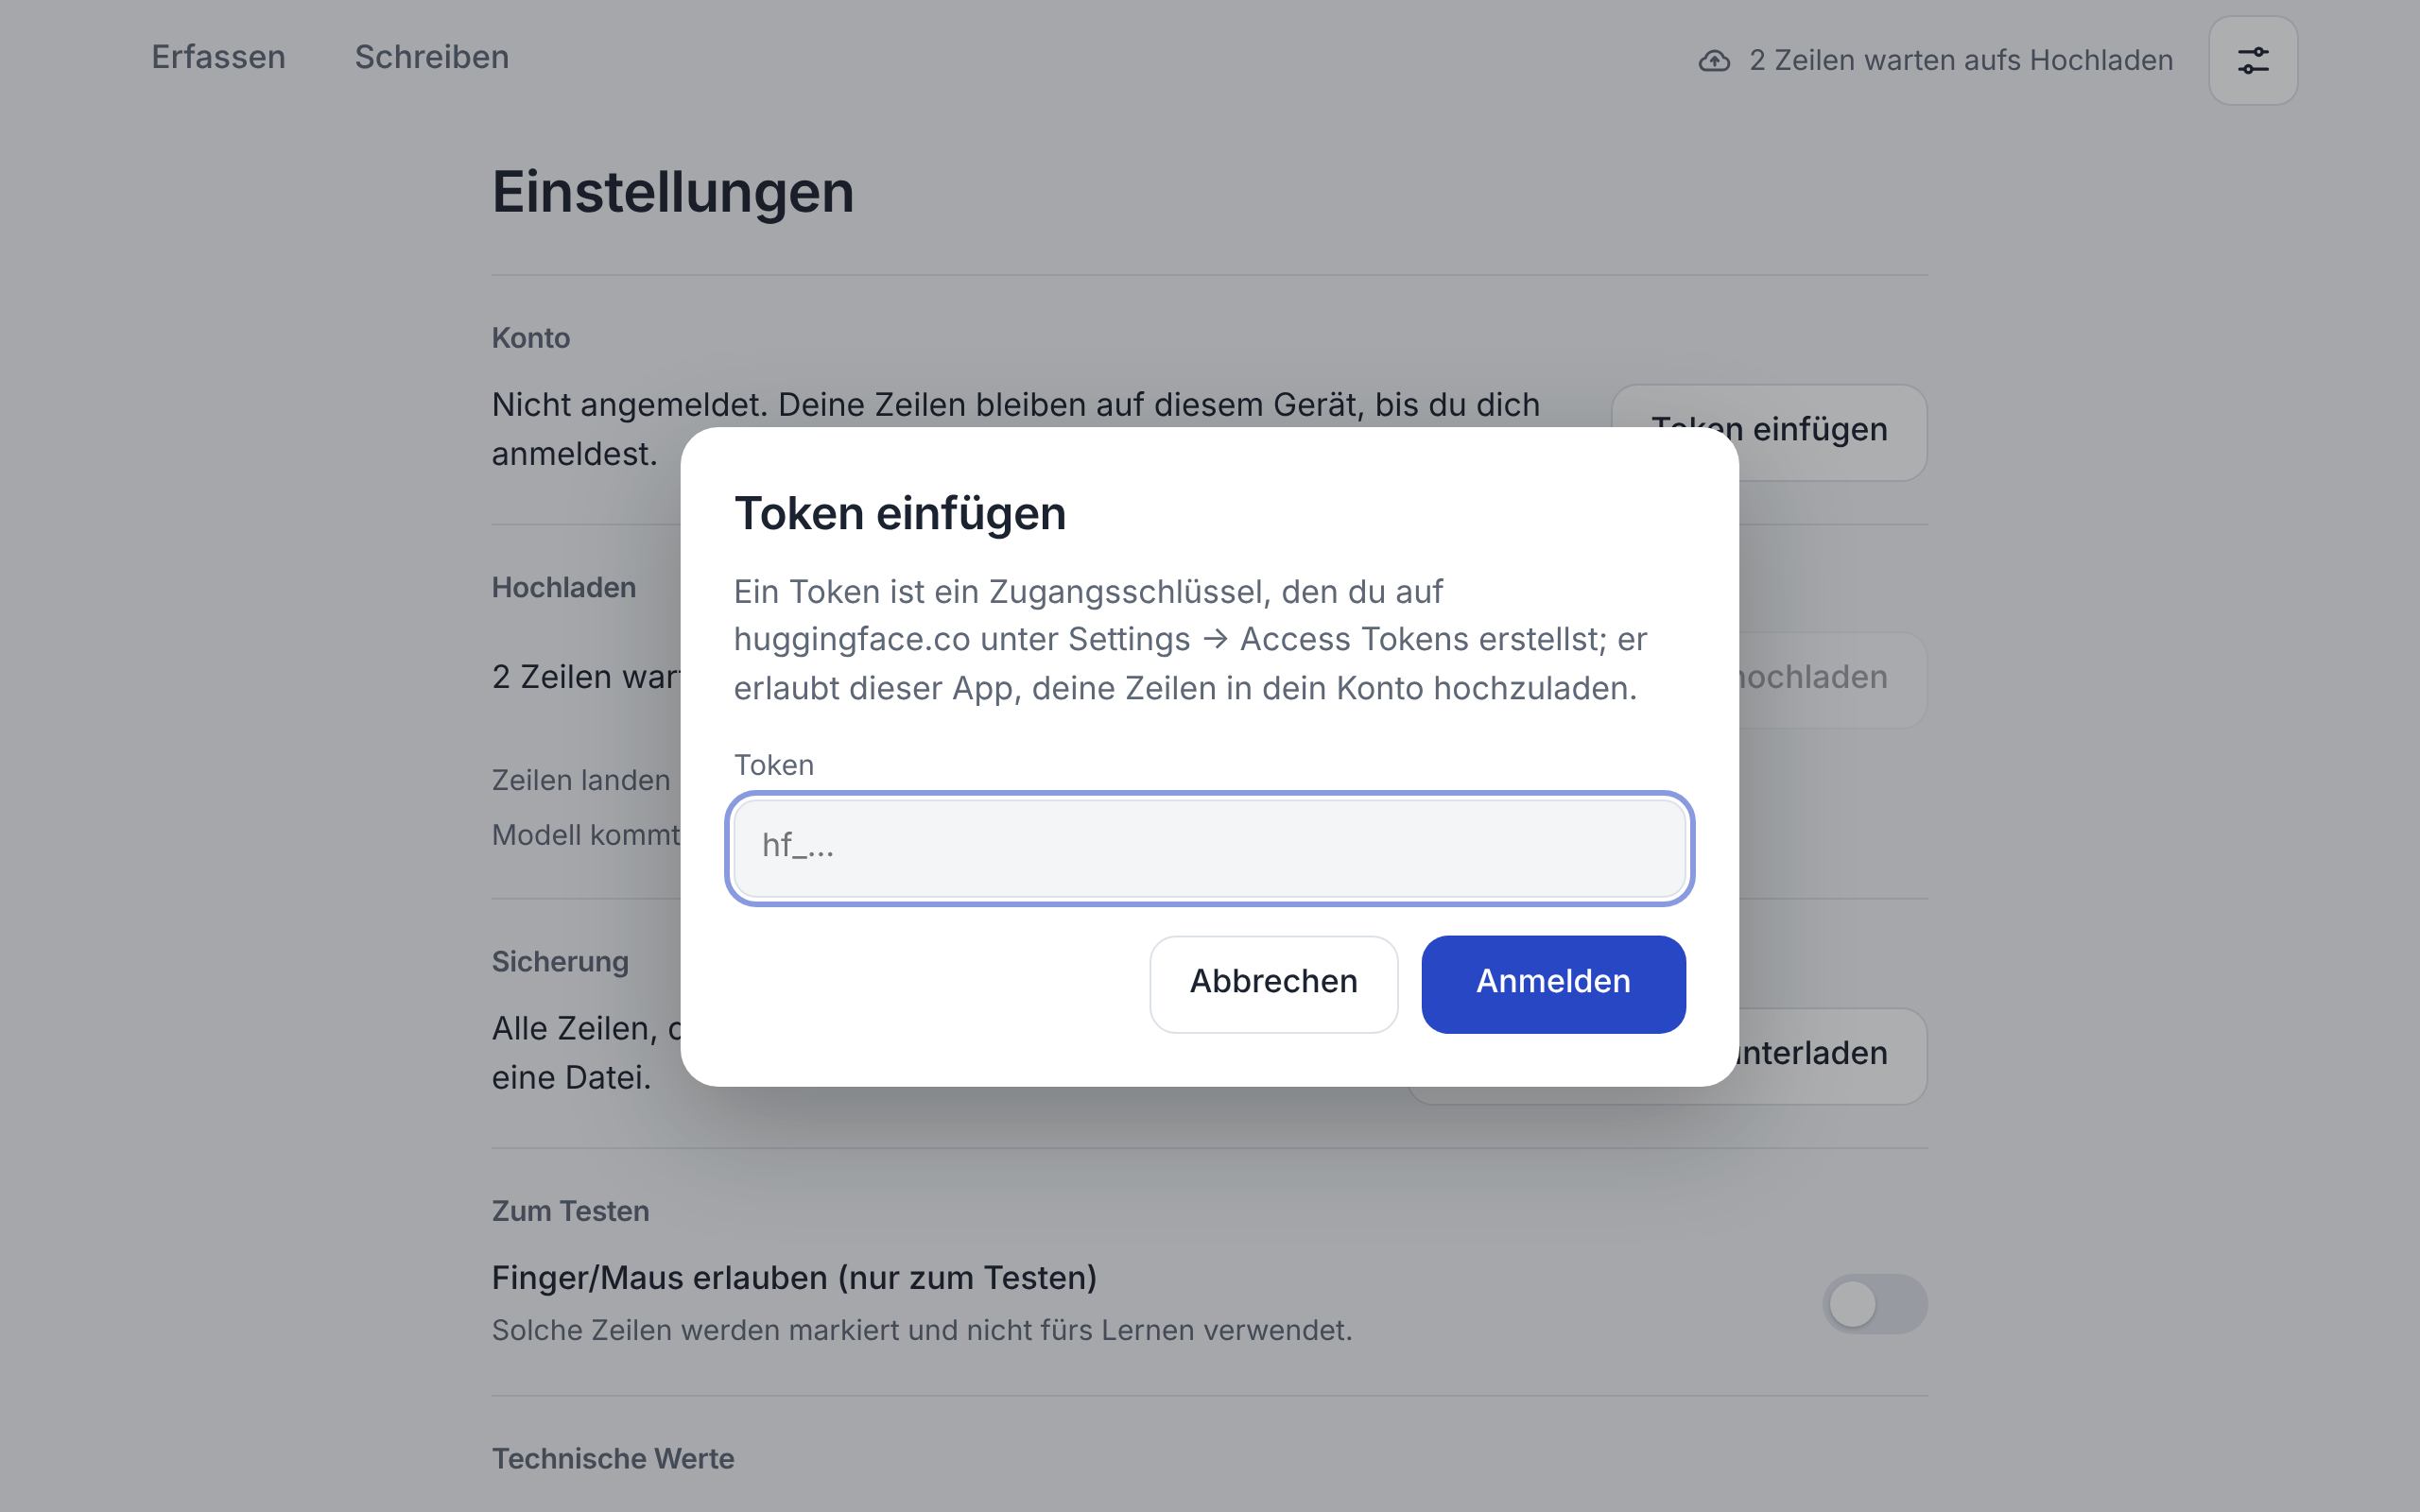 Erfassen Schreiben 2 Zeilen warten aufs Hochladen
Einstellungen
Konto
Nicht angemeldet. Deine Zeilen bleiben auf diesem Gerät, bis du dich
anmeldest.
Token einfügen
Token einfügen
Ein Token ist ein Zugangsschlüssel, den du auf
huggingface.co unter Settings → Access Tokens erstellst; er
erlaubt dieser App, deine Zeilen in dein Konto hochzuladen.
Token
hf_...
Abbrechen Anmelden
Hochladen
2 Zeilen
Zeilen landen
Modell kommt
Sicherung
Alle Zeilen,
eine Datei.
Zum Testen
Finger/Maus erlauben (nur zum Testen)
Solche Zeilen werden markiert und nicht fürs Lernen verwendet.
Technische Werte